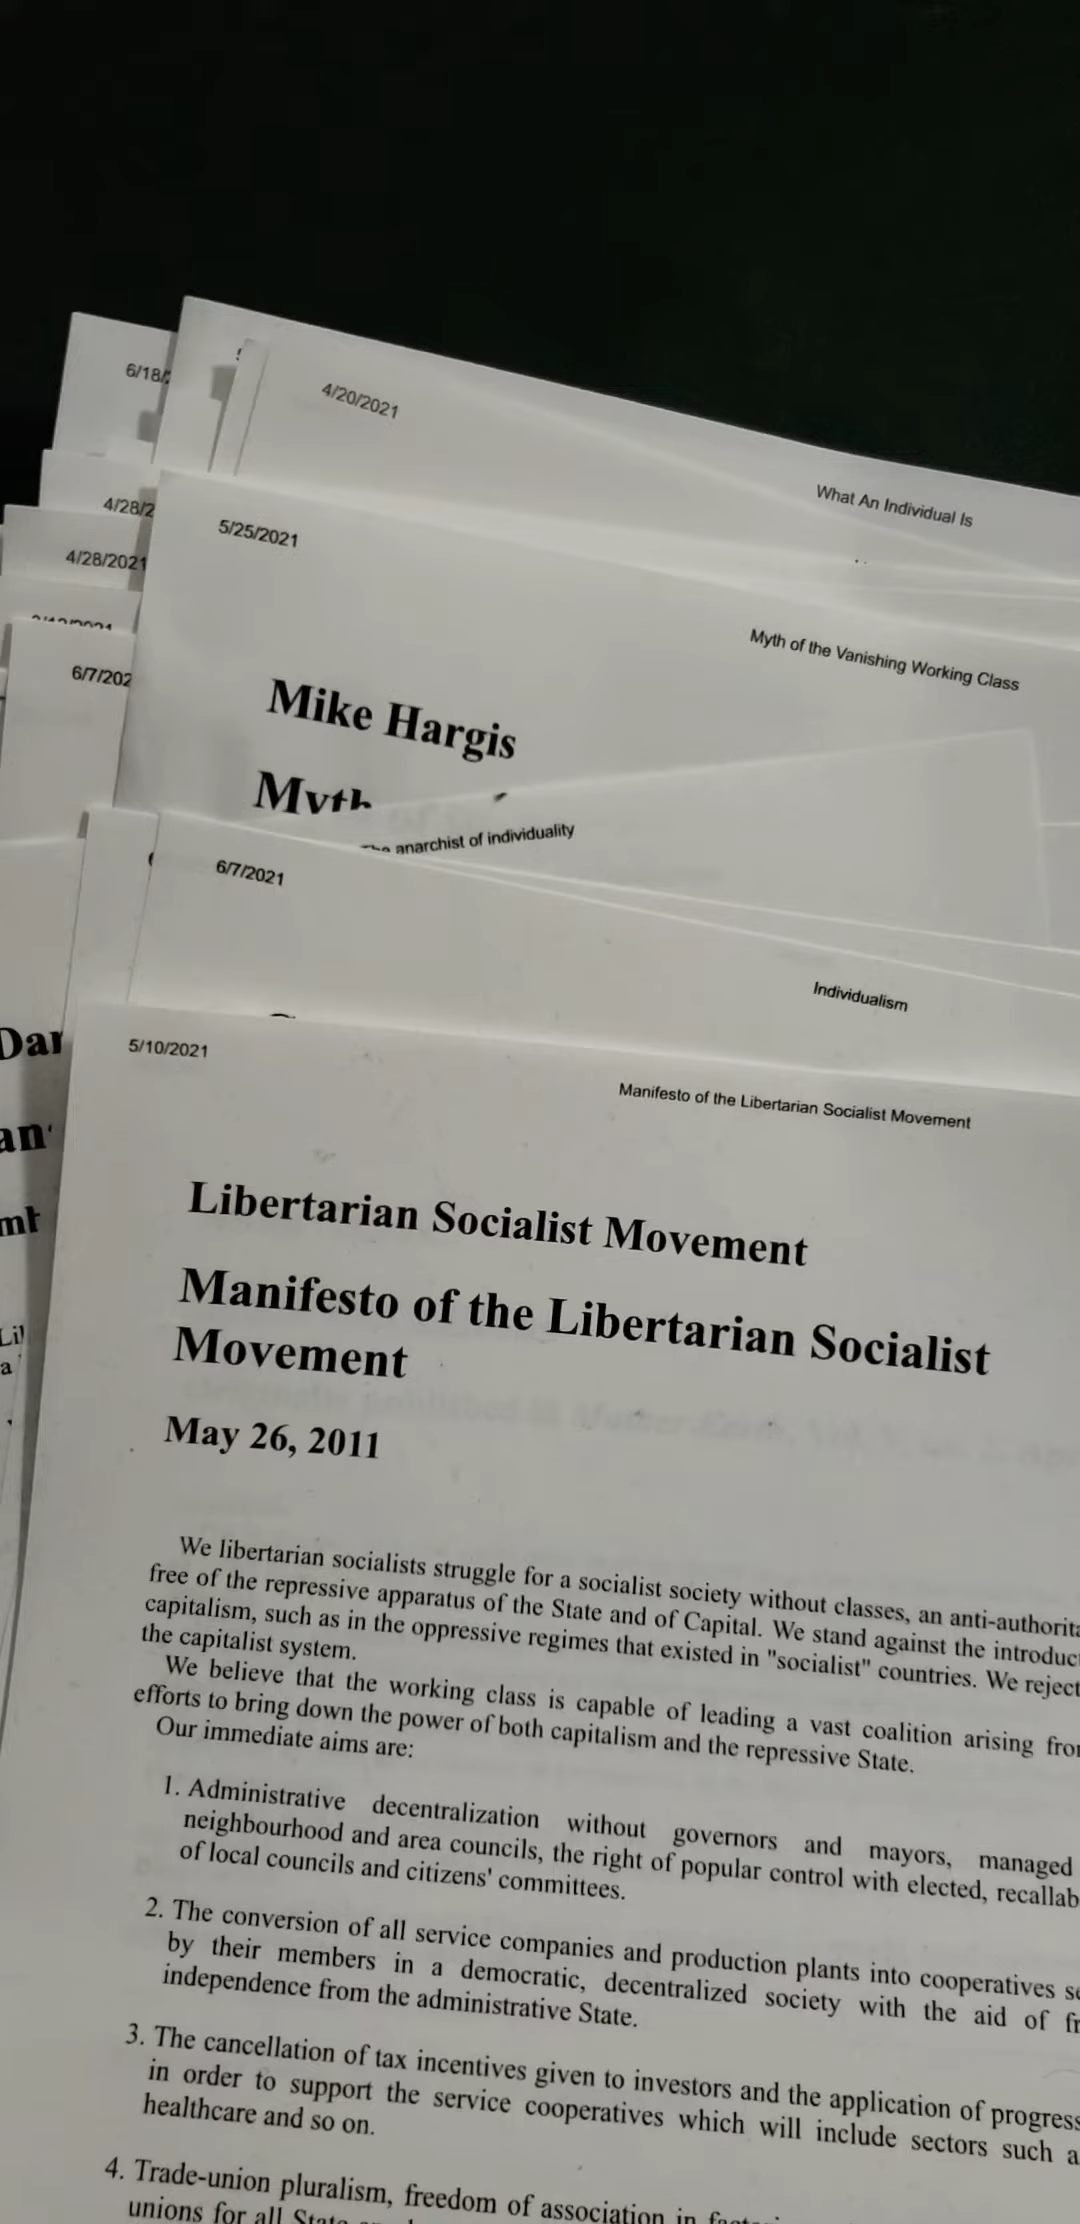 6/18/
4/20/2021
What An Individual Is
4/28/2
5/25/2021
4/28/2021
Myth of the Vanishing Working Class
6/7/202
Mike Hargis
Myth
anarchist of individuality
6/7/2021
Individualism
Dar
an
5/10/2021
Manifesto of the Libertarian Socialist Movement
Libertarian Socialist Movement
Manifesto of the Libertarian Socialist
Movement
May 26, 2011
We libertarian socialists struggle for a socialist society without classes, an anti-authorita
free of the repressive apparatus of the State and of Capital. We stand against the introduc
capitalism, such as in the oppressive regimes that existed in "socialist" countries. We reject
the capitalist system.
We believe that the working class is capable of leading a vast coalition arising from
efforts to bring down the power of both capitalism and the repressive State.
Our immediate aims are:
1. Administrative decentralization without governors and mayors, managed
neighbourhood and area councils, the right of popular control with elected, recallab
of local councils and citizens' committees.
2. The conversion of all service companies and production plants into cooperatives se
by their members in a democratic, decentralized society with the aid of fr
independence from the administrative State.
3. The cancellation of tax incentives given to investors and the application of progress
in order to support the service cooperatives which will include sectors such a
healthcare and so on.
4. Trade-union pluralism, freedom of association in
unions for all State